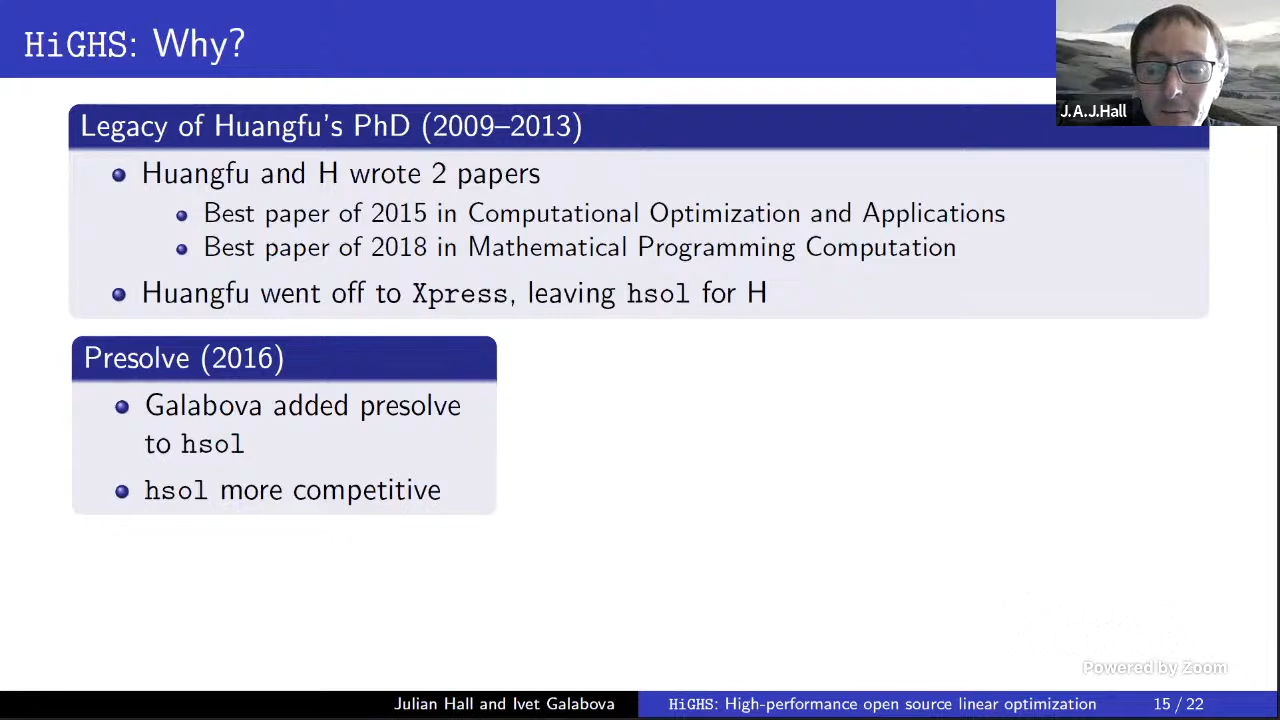 HiGHS: Why?
J.A.J.Hall
Legacy of Huangfu's PhD (2009–2013)
Huangfu and H wrote 2 papers
Best paper of 2015 in Computational Optimization and Applications
Best paper of 2018 in Mathematical Programming Computation
Huangfu went off to Xpress, leaving hsol for H
Presolve (2016)
Galabova added presolve
to hsol
hsol more competitive
Powered by Zoom
Julian Hall and Ivet Galabova
HiGHS: High-performance open source linear optimization
15 / 22